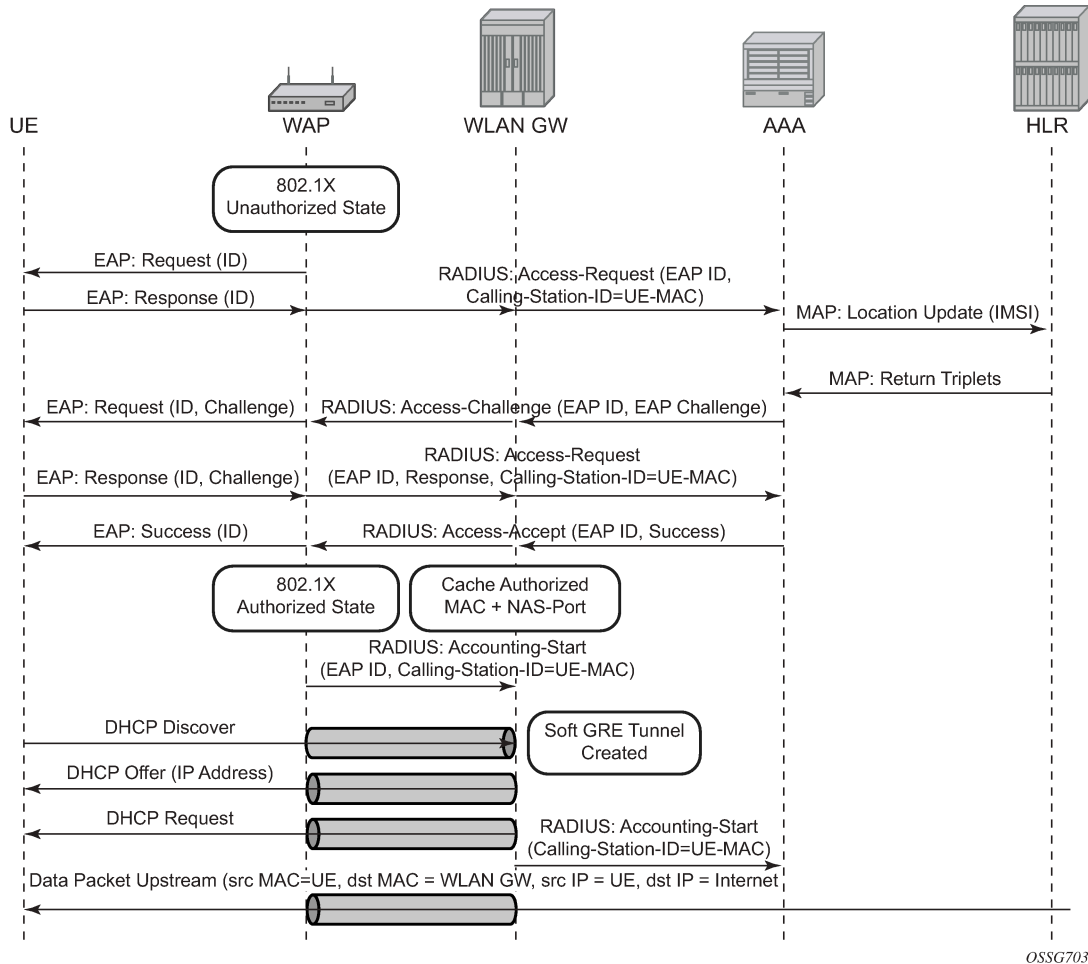 UE
WAP
WLAN GW
AAA
HLR
802.1X
Unauthorized State
EAP: Request (ID)
RADIUS: Access-Request (EAP ID,
Calling-Station-ID=UE-MAC)
EAP: Response (ID)
MAP: Location Update (IMSI)
MAP: Return Triplets
EAP: Request (ID, Challenge)
RADIUS: Access-Challenge (EAP ID, EAP Challenge)
RADIUS: Access-Request
(EAP ID, Response, Calling-Station-ID=UE-MAC)
EAP: Response (ID, Challenge)
EAP: Success (ID)
RADIUS: Access-Accept (EAP ID, Success)
802.1X
Authorized State
Cache Authorized
MAC + NAS-Port
RADIUS: Accounting-Start
(EAP ID, Calling-Station-ID=UE-MAC)
DHCP Discover
Soft GRE Tunnel
Created
DHCP Offer (IP Address)
DHCP Request
RADIUS: Accounting-Start
(Calling-Station-ID=UE-MAC)
Data Packet Upstream (src MAC=UE, dst MAC = WLAN GW, src IP = UE, dst IP = Internet
OSSG703